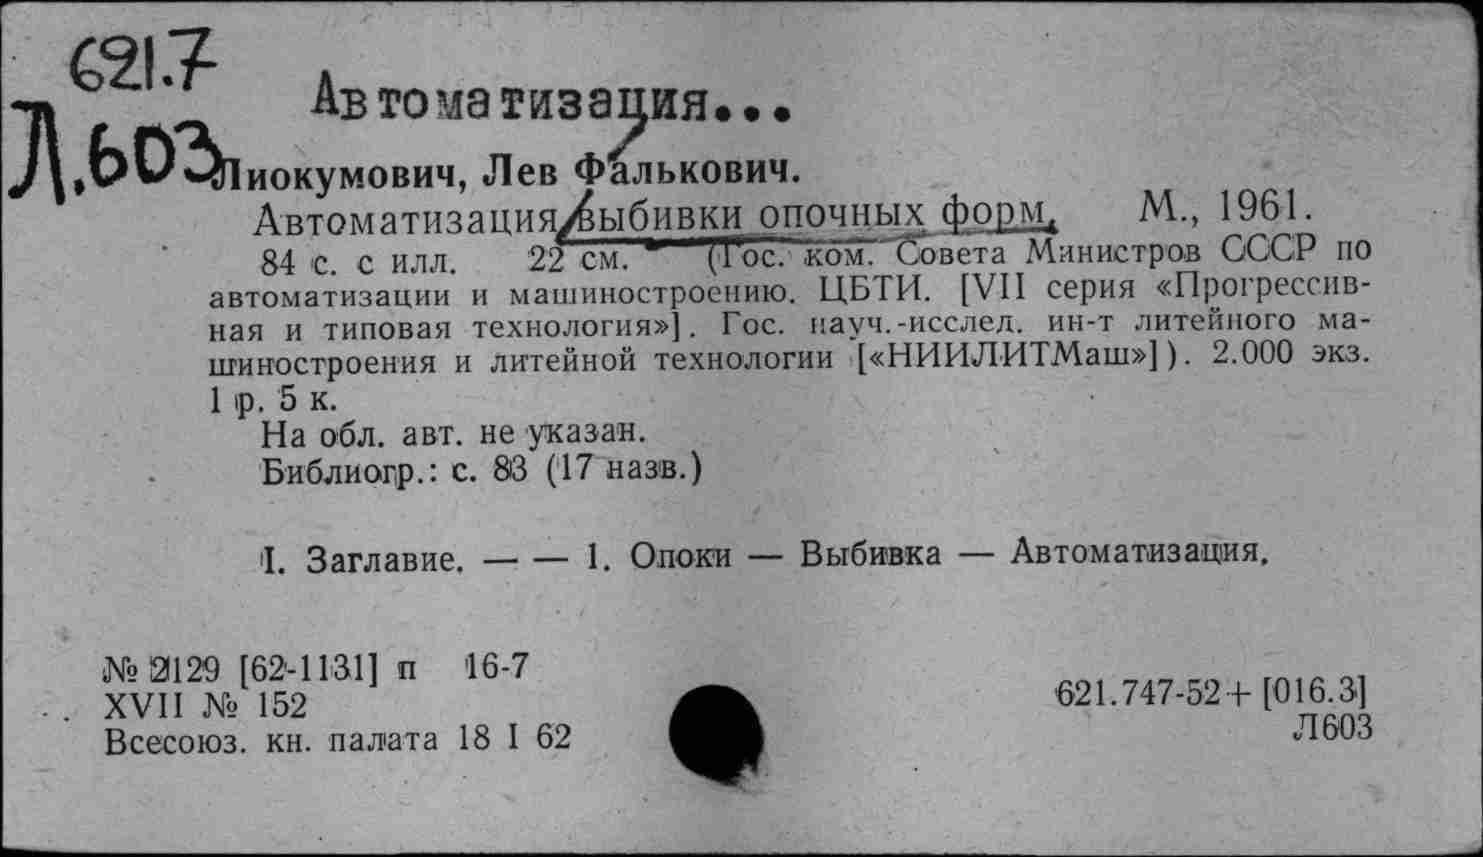 621.7
Л.603
Автоматизация...
Лиокумович, Лев Фалькович.
Автоматизация выбивки опочных форм. М., 1961.
84 с. с илл. 22 см. (Гос. ком. Совета Министров СССР по
автоматизации и машиностроению. ЦБТИ. [VII серия «Прогрессив-
ная и типовая технология»]. Гос. науч.-исслед. ин-т литейного ма-
шиностроения и литейной технологии [«НИИЛИТМаш»]). 2.000 экз.
1 р. 5 к.
На обл. авт. не указан.
Библиогр.: с. 83 (17 назв.)
I. Заглавие. — — 1. Опоки — Выбивка — Автоматизация.
№ 2129 [62-1131] п 16-7
XVII № 152
Всесоюз. кн. палата 18 I 62
621.747-52+[016.3]
Л603